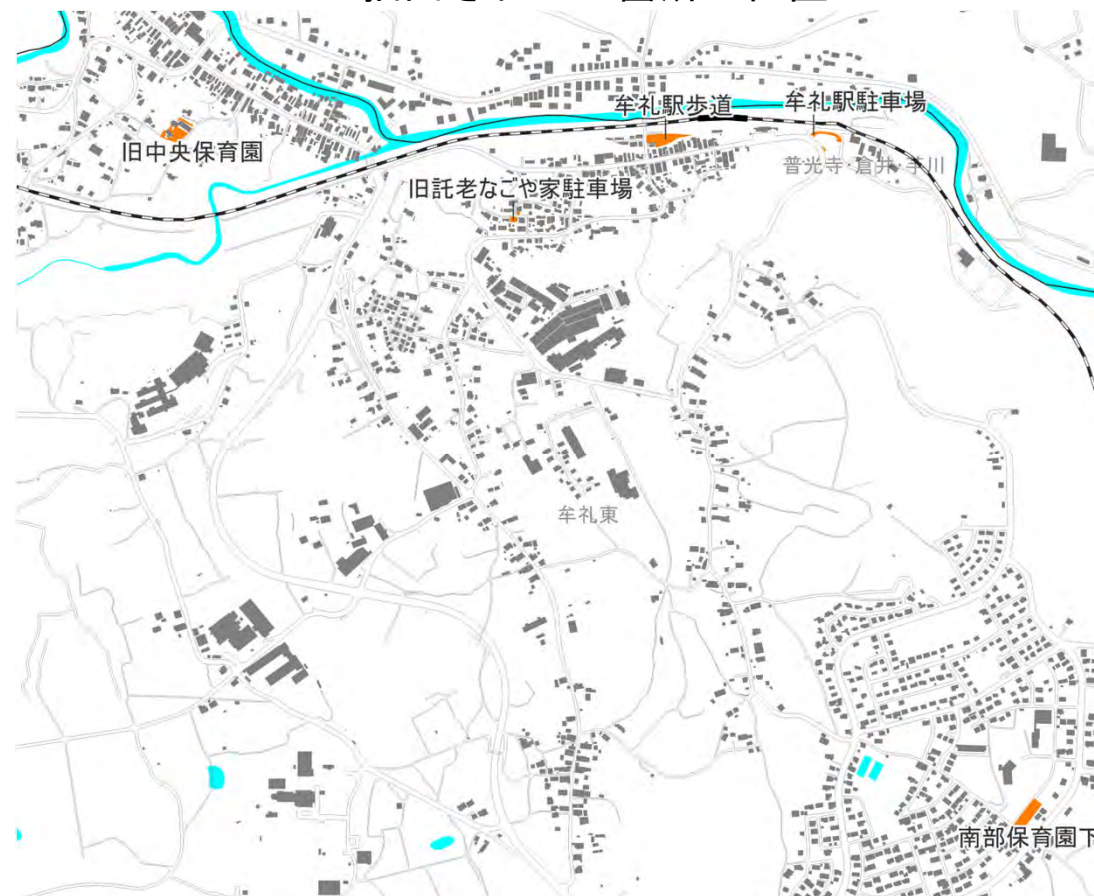 牟礼駅歩道
牟礼駅駐車場
旧中央保育園
普光寺・倉井・芋川
旧託老なごや家駐車場
牟礼東
南部保育園下